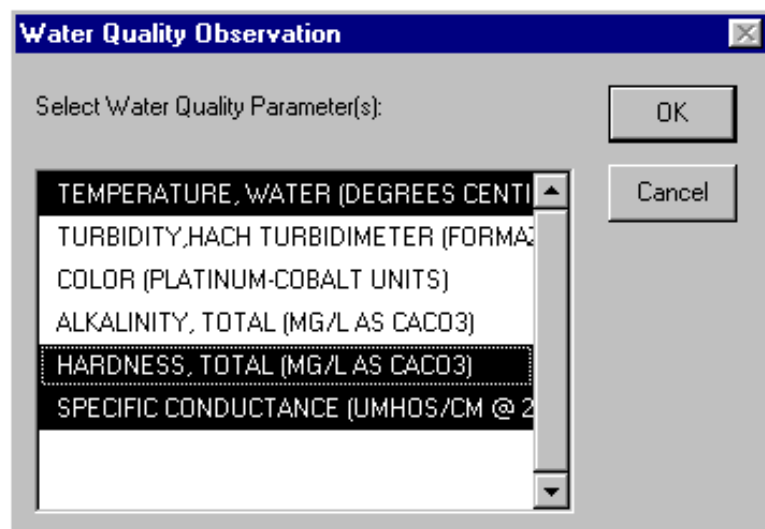 Water Quality Observation
Select Water Quality Parameter(s):
OK
Cancel
TEMPERATURE, WATER (DEGREES CENTI
TURBIDITY,HACH TURBIDIMETER (FORMAZ
COLOR (PLATINUM-COBALT UNITS)
ALKALINITY, TOTAL (MG/L AS CACO3)
HARDNESS, TOTAL (MG/L AS CACO3)
SPECIFIC CONDUCTANCE (UMHOS/CM @ 2